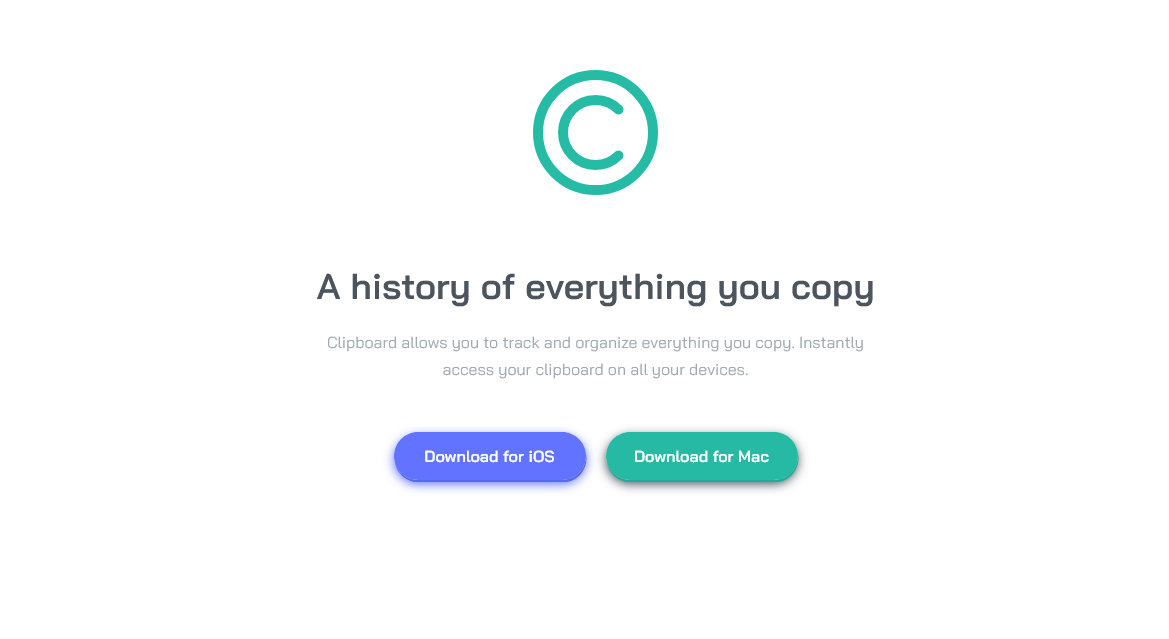 A history of everything you copy
Clipboard allows you to track and organize everything you copy. Instantly
access your clipboard on all your devices.
Download for iOS
Download for Mac